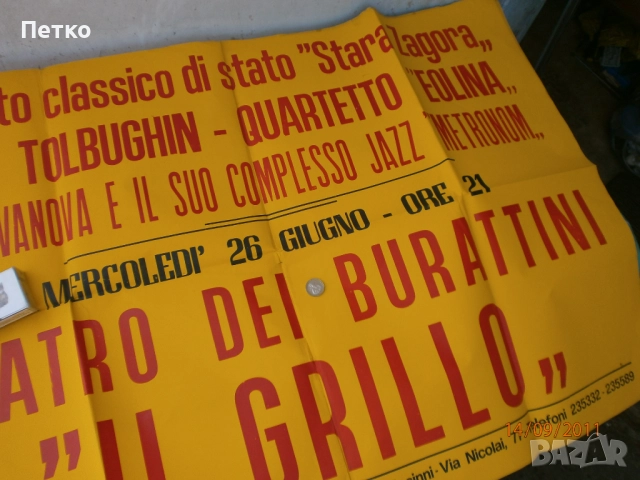 Петко
to classico di stato "Stara Zagora„
TOLBUGHIN - QUARTETTO "EOLINA„
VANOVA E IL SUO COMPLESSO JAZZ "METRONOM„
MERCOLEDI' 26 GIUGNO - ORE 21
ATRO DEI BURATTINI
"IL GRILLO„
Via Nicolai, 235332 - 235589
14/09/2011
bazar